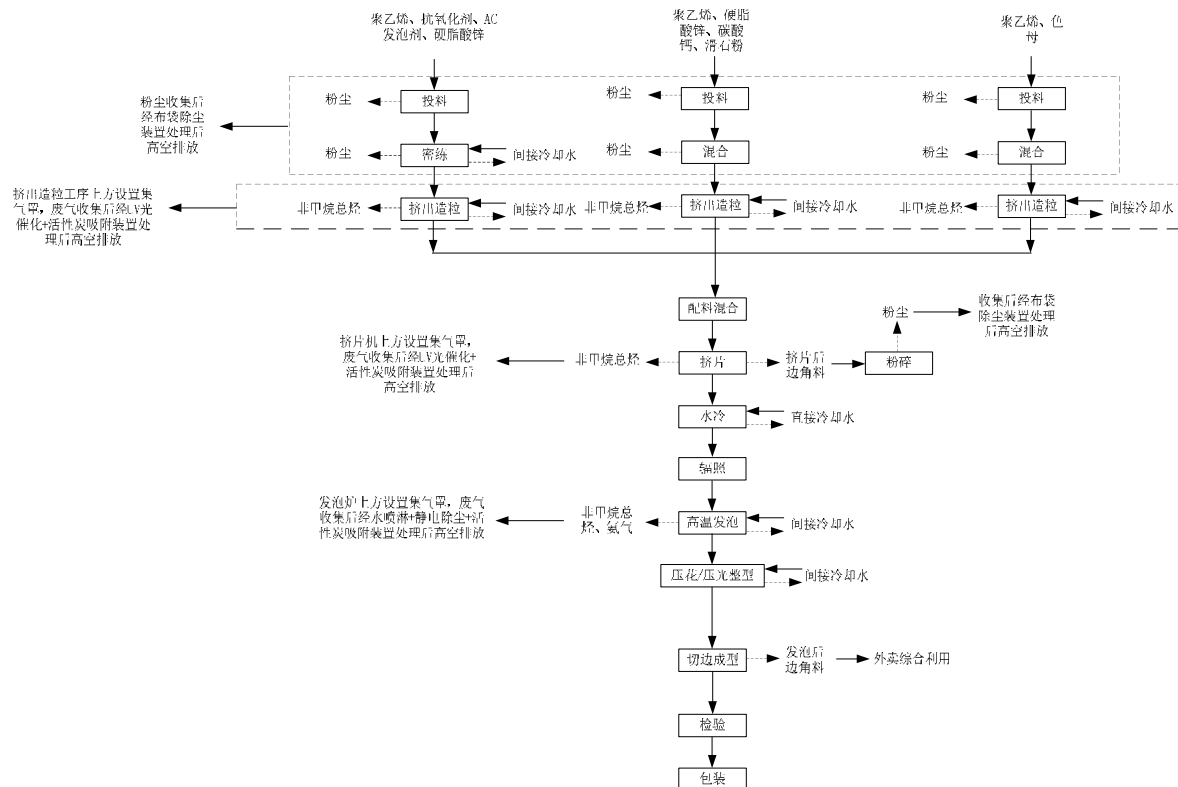 聚乙烯、抗氧化剂、AC
发泡剂、硬脂酸锌
聚乙烯、硬脂
酸锌、碳酸
钙、滑石粉
聚乙烯、色
母
粉尘收集后
经布袋除尘
装置处理后
高空排放
粉尘
投料
粉尘
投料
粉尘
投料
粉尘
密练
间接冷却水
粉尘
混合
粉尘
混合
挤出造粒工序上方设置集
气罩，废气收集后经UV光
催化+活性炭吸附装置处
理后高空排放
非甲烷总烃
挤出造粒
间接冷却水
非甲烷总烃
挤出造粒
间接冷却水
非甲烷总烃
挤出造粒
间接冷却水
配料混合
粉尘
收集后经布袋
除尘装置处理
后高空排放
挤片机上方设置集气罩，
废气收集后经UV光催化+
活性炭吸附装置处理后
高空排放
非甲烷总烃
挤片
挤片后
边角料
粉碎
水冷
直接冷却水
辐照
发泡炉上方设置集气罩，废气
收集后经水喷淋+静电除尘+活
性炭吸附装置处理后高空排放
非甲烷总
烃、氨气
高温发泡
间接冷却水
压花/压光整型
间接冷却水
切边成型
发泡后
边角料
外卖综合利用
检验
包装